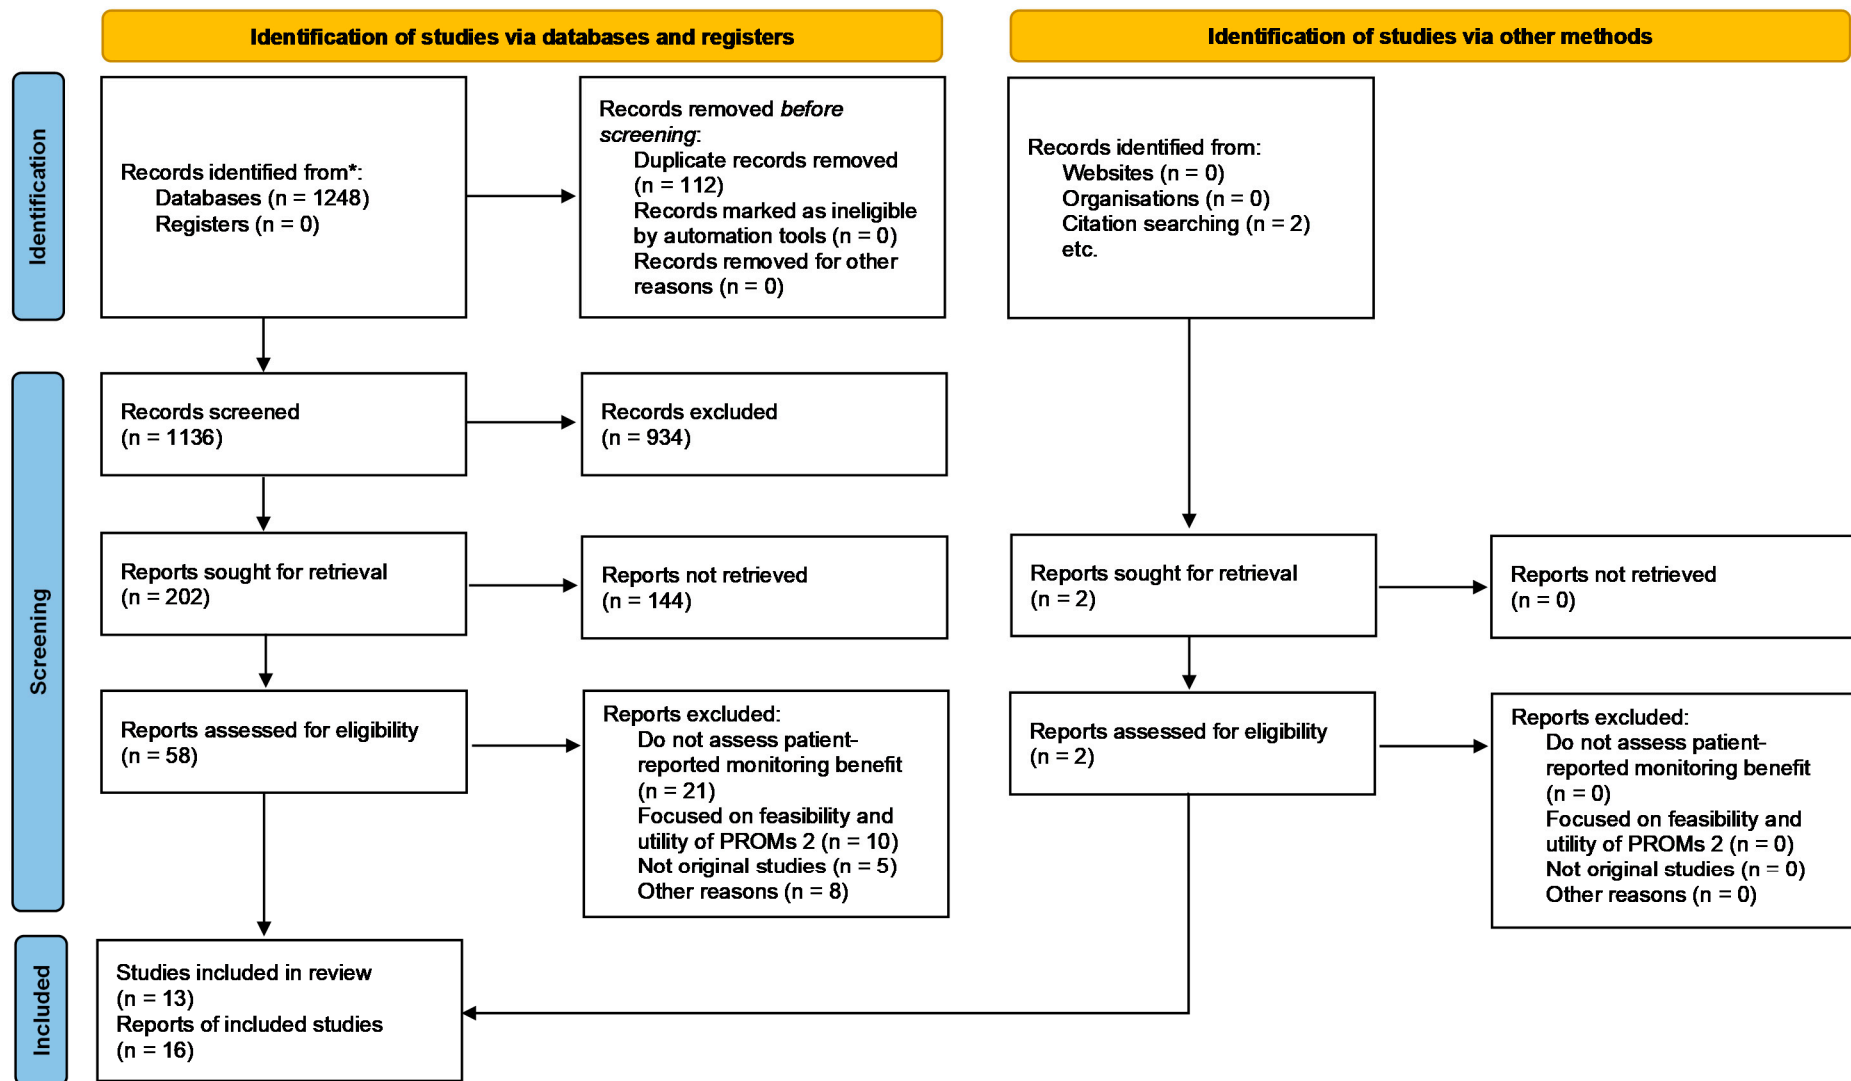 Identification of studies via databases and registers
Identification of studies via other methods
Identification
Records identified from*:
Databases (n = 1248)
Registers (n = 0)
Records removed before
screening:
Duplicate records removed
(n = 112)
Records marked as ineligible
by automation tools (n = 0)
Records removed for other
reasons (n = 0)
Records identified from:
Websites (n = 0)
Organisations (n = 0)
Citation searching (n = 2)
etc.
Screening
Records screened
(n = 1136)
Records excluded
(n = 934)
Reports sought for retrieval
(n = 202)
Reports not retrieved
(n = 144)
Reports sought for retrieval
(n = 2)
Reports not retrieved
(n = 0)
Reports assessed for eligibility
(n = 58)
Reports excluded:
Do not assess patient-
reported monitoring benefit
(n = 21)
Focused on feasibility and
utility of PROMs 2 (n = 10)
Not original studies (n = 5)
Other reasons (n = 8)
Reports assessed for eligibility
(n = 2)
Reports excluded:
Do not assess patient-
reported monitoring benefit
(n = 0)
Focused on feasibility and
utility of PROMs 2 (n = 0)
Not original studies (n = 0)
Other reasons (n = 0)
Included
Studies included in review
(n = 13)
Reports of included studies
(n = 16)